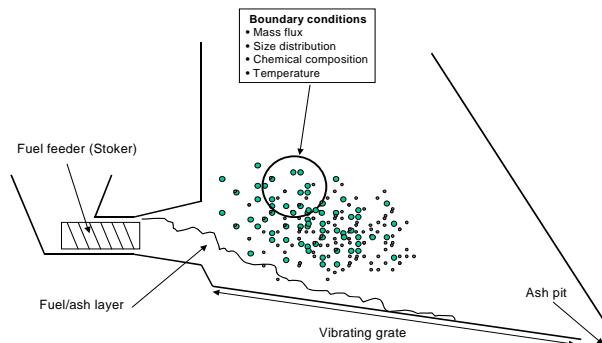 Boundary conditions
• Mass flux
• Size distribution
• Chemical composition
• Temperature
Fuel feeder (Stoker)
Fuel/ash layer
Ash pit
Vibrating grate